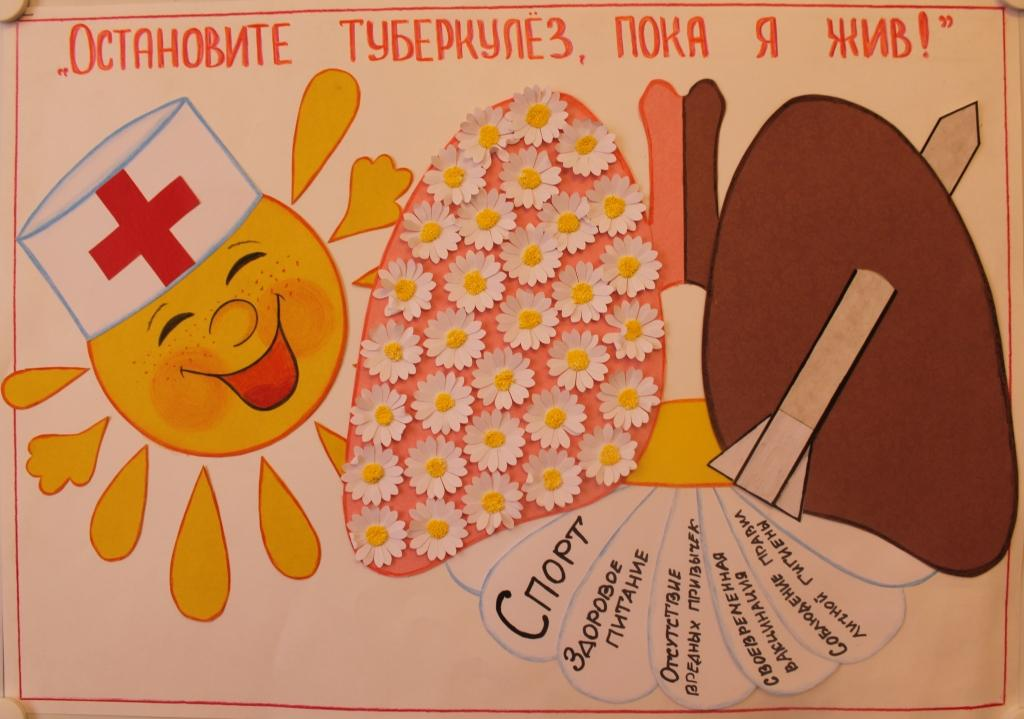 „ОСТАНОВИТЕ ТУБЕРКУЛЁЗ, ПОКА Я ЖИВ!”
СПОРТ
ЗДОРОВОЕ
ПИТАНИЕ
ОТСУТСТВИЕ
ВРЕДНЫХ ПРИВЫЧЕК
СВОЕВРЕМЕННАЯ
ВАКЦИНАЦИЯ
СОБЛЮДЕНИЕ ПРАВИЛ
ЛИЧНОЙ ГИГИЕНЫ